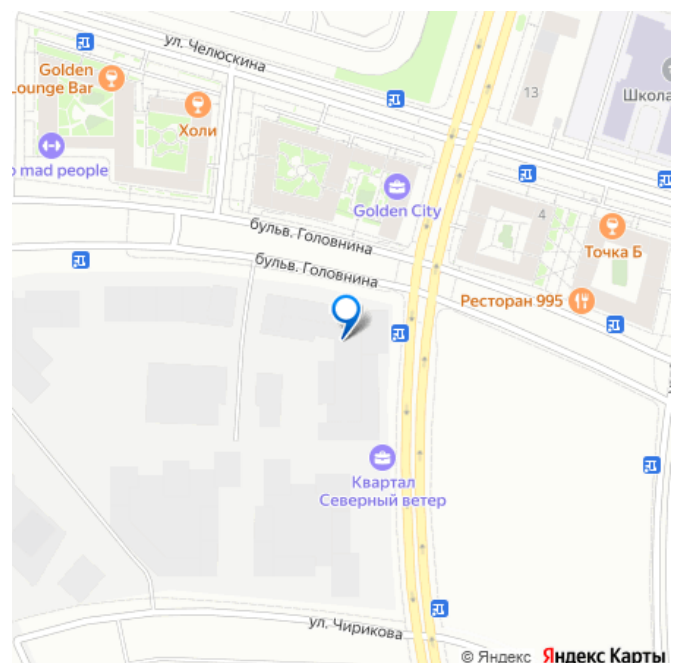 ул. Челюскина
Golden
Lounge Bar
13
Школа
Холи
mad people
Golden City
4
бульв. Головнина
Точка Б
бульв. Головнина
Ресторан 995
Квартал
Северный ветер
ул. Чирикова
© Яндекс Яндекс Карты